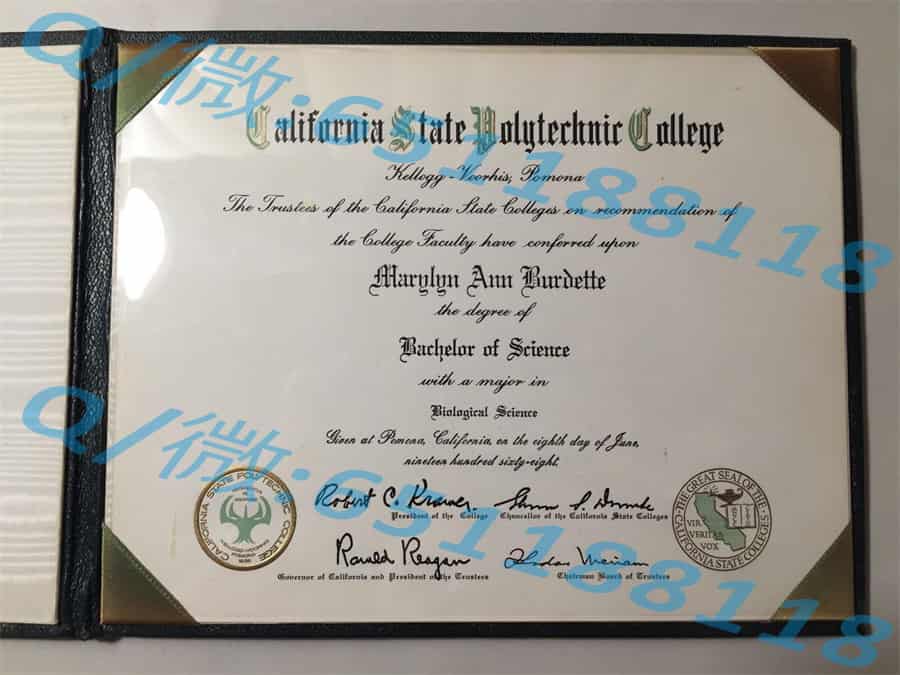 Q/微:69118118
California State Polytechnic College
Kellogg-Voorhis, Pomona
The Trustees of the California State Colleges on recommendation of
the College Faculty have conferred upon
Marylyn Ann Burdette
the degree of
Bachelor of Science
with a major in
Biological Science
Given at Pomona, California, on the eighth day of June,
nineteen hundred sixty-eight.
Q/微:69118118
Robert C. Kramer
President of the College
Chancellor of the California State Colleges
Ronald Reagan
Governor of California and President of the Trustees
Chairman Board of Trustees
CALIFORNIA STATE POLYTECHNIC COLLEGE
THE GREAT SEAL OF THE CALIFORNIA STATE COLLEGES
VIR
VERITAS
VOX